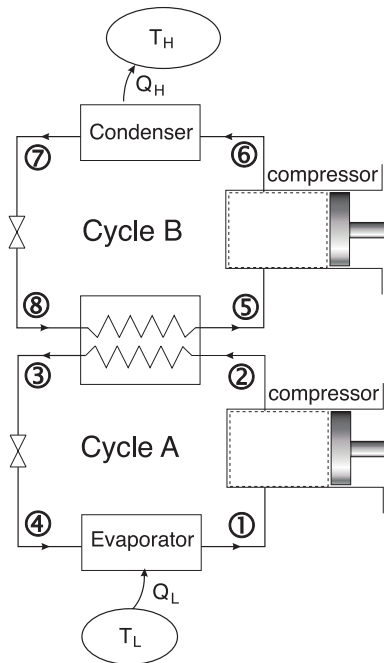 T_H
Q_H
Condenser
⑦
⑥
compressor
Cycle B
⑧
⑤
③
②
compressor
Cycle A
④
①
Evaporator
Q_L
T_L